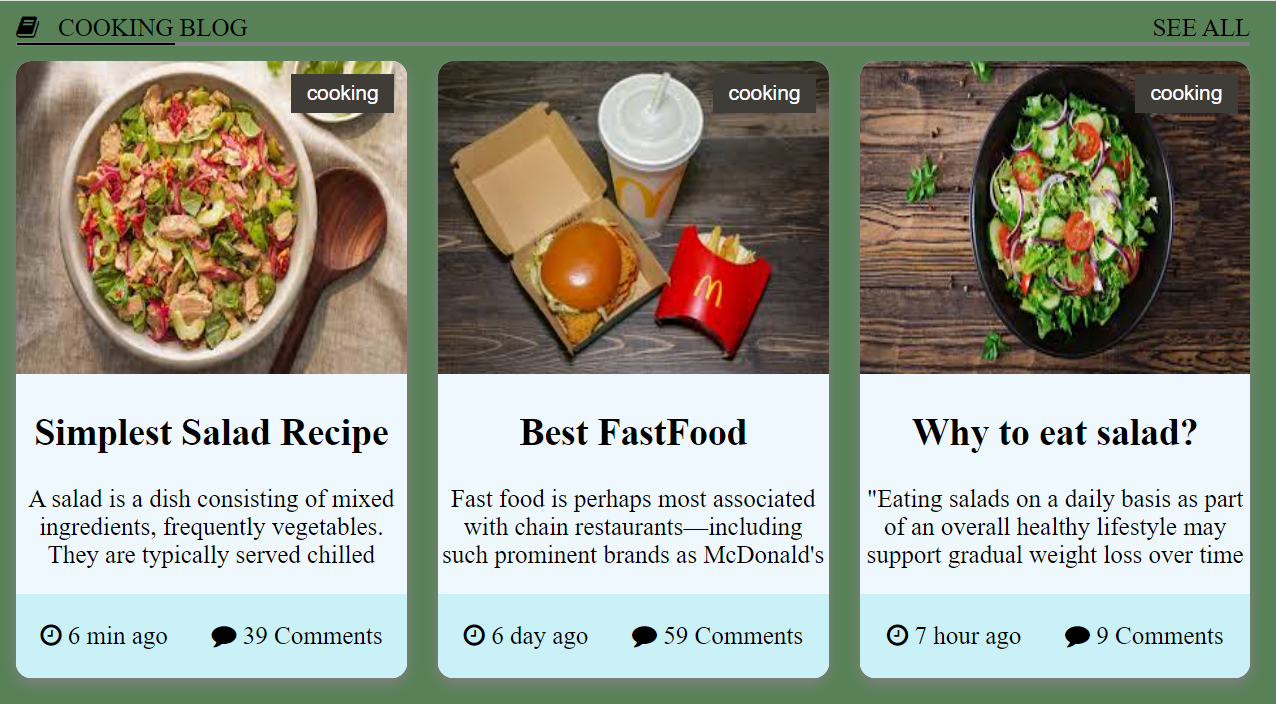 COOKING BLOG
SEE ALL
cooking
cooking
cooking
Simplest Salad Recipe
A salad is a dish consisting of mixed
ingredients, frequently vegetables.
They are typically served chilled
6 min ago
39 Comments
Best FastFood
Fast food is perhaps most associated
with chain restaurants—including
such prominent brands as McDonald's
6 day ago
59 Comments
Why to eat salad?
"Eating salads on a daily basis as part
of an overall healthy lifestyle may
support gradual weight loss over time
7 hour ago
9 Comments